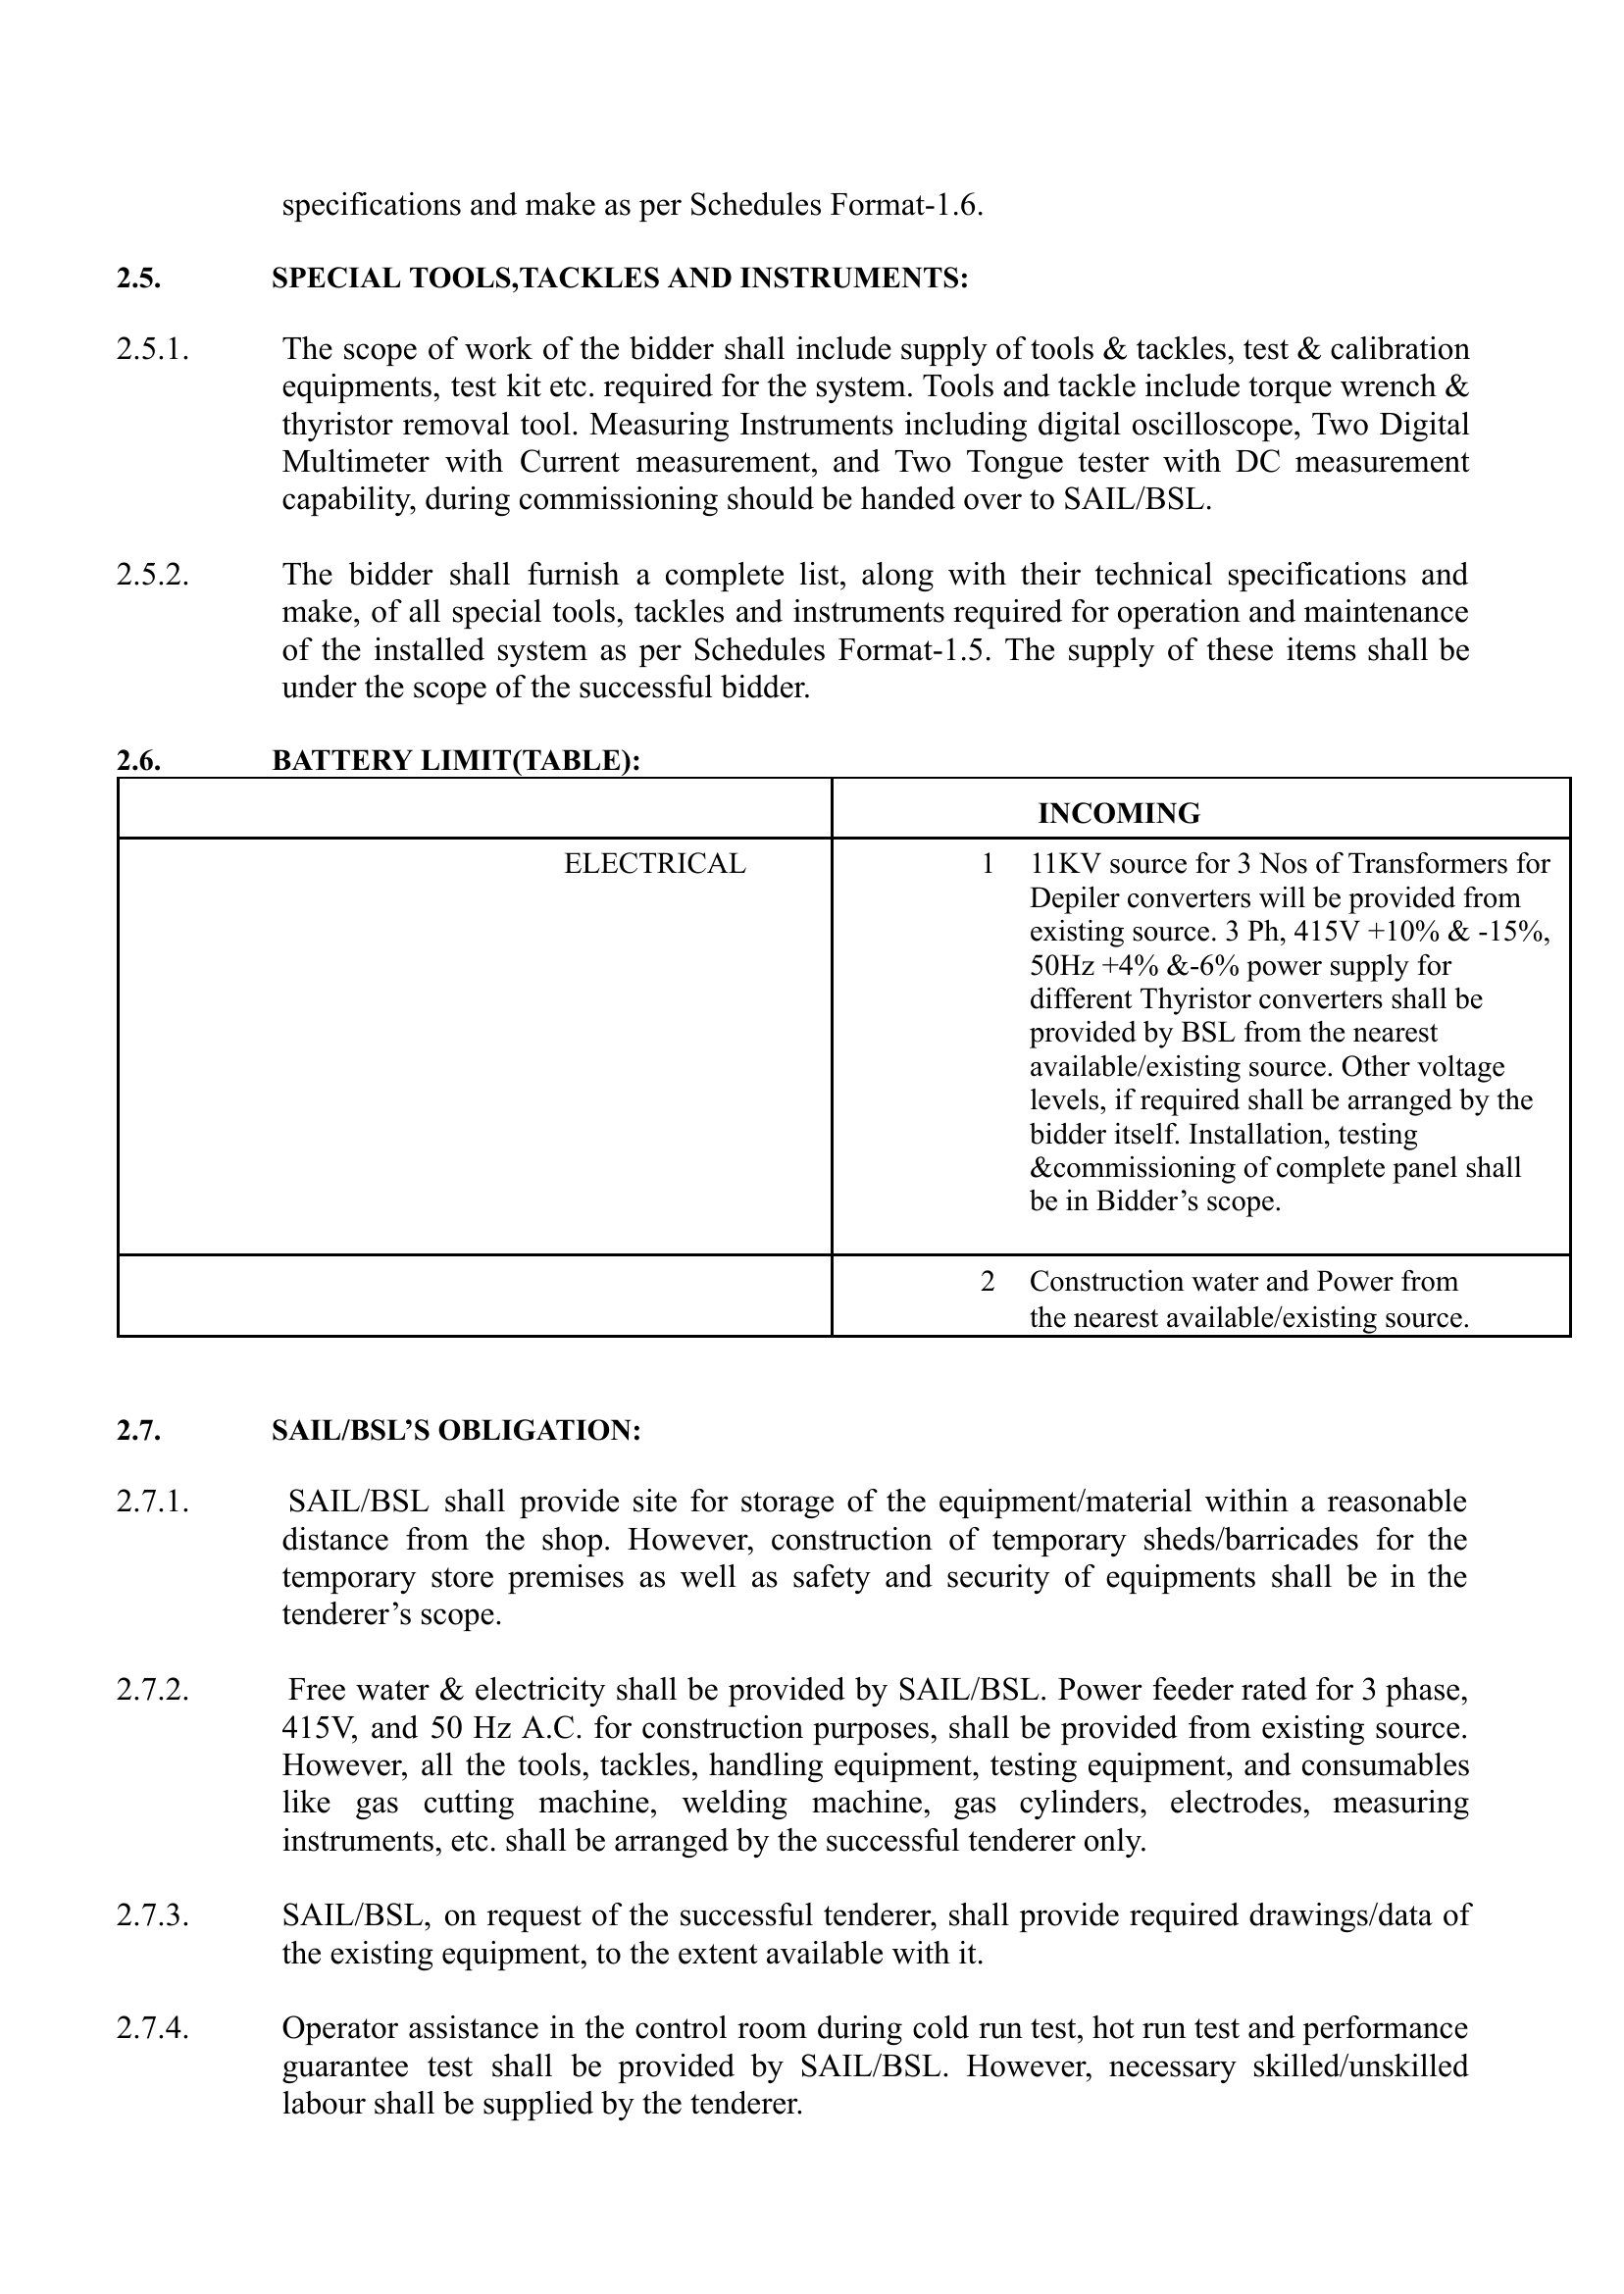 specifications and make as per Schedules Format-1.6.
2.5. SPECIAL TOOLS,TACKLES AND INSTRUMENTS:
2.5.1. The scope of work of the bidder shall include supply of tools & tackles, test & calibration
equipments, test kit etc. required for the system. Tools and tackle include torque wrench &
thyristor removal tool. Measuring Instruments including digital oscilloscope, Two Digital
Multimeter with Current measurement, and Two Tongue tester with DC measurement
capability, during commissioning should be handed over to SAIL/BSL.
2.5.2. The bidder shall furnish a complete list, along with their technical specifications and
make, of all special tools, tackles and instruments required for operation and maintenance
of the installed system as per Schedules Format-1.5. The supply of these items shall be
under the scope of the successful bidder.
2.6. BATTERY LIMIT(TABLE):
INCOMING
ELECTRICAL 1 11KV source for 3 Nos of Transformers for
Depiler converters will be provided from
existing source. 3 Ph, 415V +10% & -15%,
50Hz +4% &-6% power supply for
different Thyristor converters shall be
provided by BSL from the nearest
available/existing source. Other voltage
levels, if required shall be arranged by the
bidder itself. Installation, testing
&commissioning of complete panel shall
be in Bidder’s scope.
2 Construction water and Power from
the nearest available/existing source.
2.7. SAIL/BSL’S OBLIGATION:
2.7.1. SAIL/BSL shall provide site for storage of the equipment/material within a reasonable
distance from the shop. However, construction of temporary sheds/barricades for the
temporary store premises as well as safety and security of equipments shall be in the
tenderer’s scope.
2.7.2. Free water & electricity shall be provided by SAIL/BSL. Power feeder rated for 3 phase,
415V, and 50 Hz A.C. for construction purposes, shall be provided from existing source.
However, all the tools, tackles, handling equipment, testing equipment, and consumables
like gas cutting machine, welding machine, gas cylinders, electrodes, measuring
instruments, etc. shall be arranged by the successful tenderer only.
2.7.3. SAIL/BSL, on request of the successful tenderer, shall provide required drawings/data of
the existing equipment, to the extent available with it.
2.7.4. Operator assistance in the control room during cold run test, hot run test and performance
guarantee test shall be provided by SAIL/BSL. However, necessary skilled/unskilled
labour shall be supplied by the tenderer.